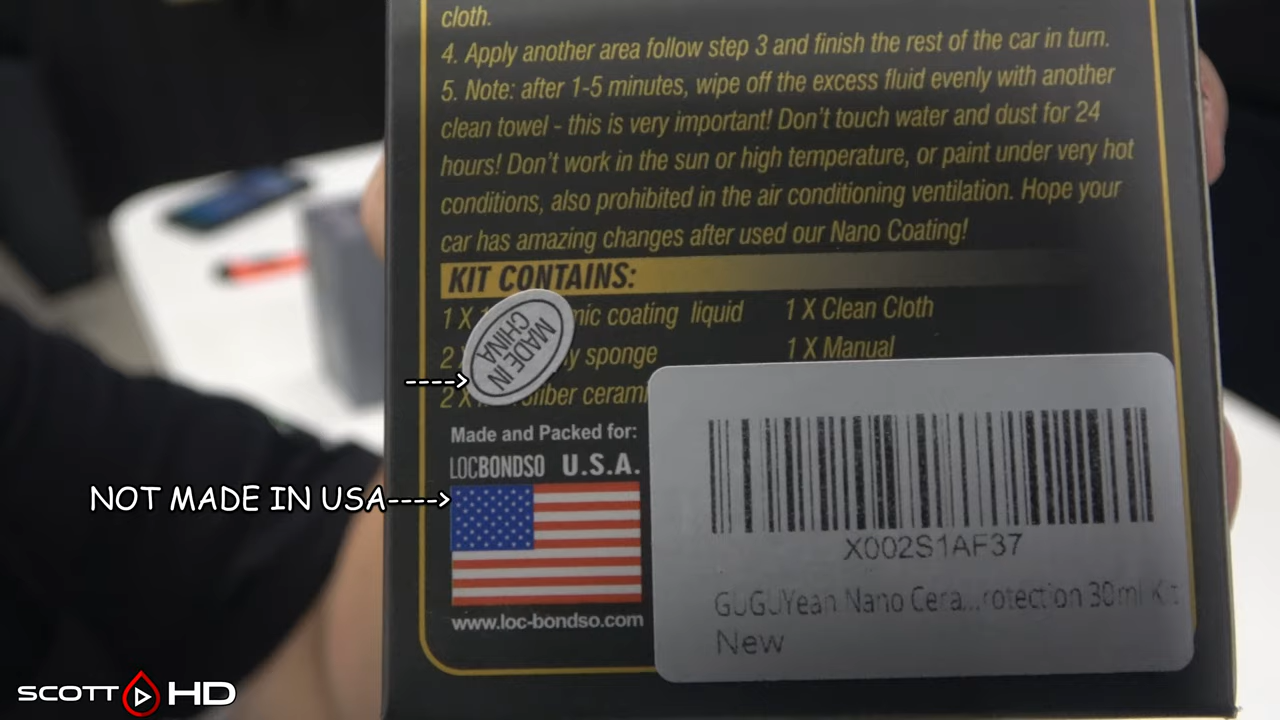 cloth.
4. Apply another area follow step 3 and finish the rest of the car in turn.
5. Note: after 1-5 minutes, wipe off the excess fluid evenly with another
clean towel - this is very important! Don't touch water and dust for 24
hours! Don't work in the sun or high temperature, or paint under very hot
conditions, also prohibited in the air conditioning ventilation. Hope your
car has amazing changes after used our Nano Coating!
KIT CONTAINS:
1 X coating liquid 1 X Clean Cloth
2 sponge 1 X Manual
2 X
MADE IN
CHINA
---->
Made and Packed for:
LOCBONDSO U.S.A.
NOT MADE IN USA---->
www.loc-bondso.com
X002S1AF37
GUGUYean Nano Cera...rotection 30ml
New
SCOTT HD